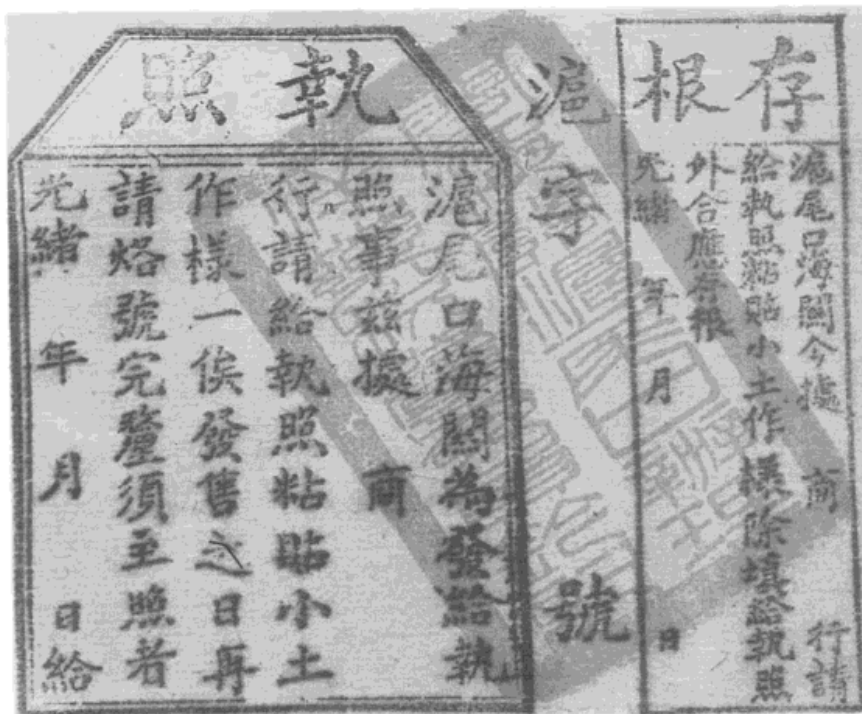 存根
滬尾口海關今據 商 行請
給執照黏貼小土作樣除填給執照
外合應存根
光緒 年 月 日
滬字 號
執照
滬尾口海關為發給執
照事茲據 商
行請給執照粘貼小土
作樣一俟發售之日再
請烙號完釐須至照者
光緒 年 月 日給